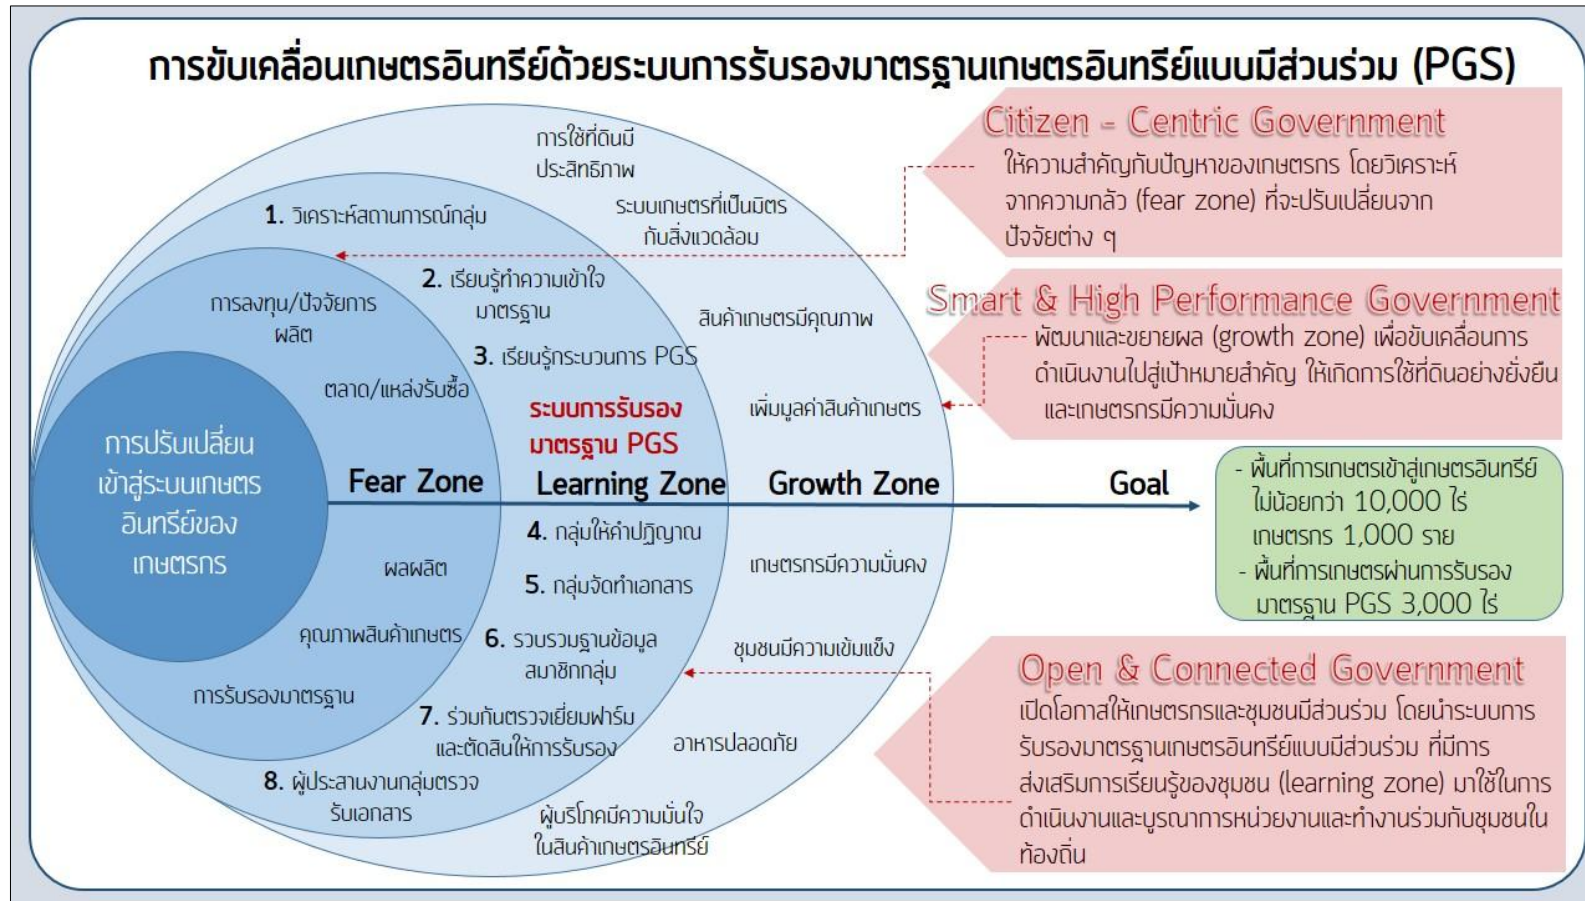 การขับเคลื่อนเกษตรอินทรีย์ด้วยระบบการรับรองมาตรฐานเกษตรอินทรีย์แบบมีส่วนร่วม (PGS)
การปรับเปลี่ยน
เข้าสู่ระบบเกษตร
อินทรีย์ของ
เกษตรกร
การลงทุน/ปัจจัยการ
ผลิต
ตลาด/แหล่งรับซื้อ
Fear Zone
ผลผลิต
คุณภาพสินค้าเกษตร
การรับรองมาตรฐาน
1. วิเคราะห์สถานการณ์กลุ่ม
2. เรียนรู้ทำความเข้าใจ
มาตรฐาน
3. เรียนรู้กระบวนการ PGS
ระบบการรับรอง
มาตรฐาน PGS
Learning Zone
4. กลุ่มให้คำปฏิญาณ
5. กลุ่มจัดทำเอกสาร
6. รวบรวมฐานข้อมูล
สมาชิกกลุ่ม
7. ร่วมกันตรวจเยี่ยมฟาร์ม
และตัดสินให้การรับรอง
8. ผู้ประสานงานกลุ่มตรวจ
รับเอกสาร
การใช้ที่ดินมี
ประสิทธิภาพ
ระบบเกษตรที่เป็นมิตร
กับสิ่งแวดล้อม
สินค้าเกษตรมีคุณภาพ
เพิ่มมูลค่าสินค้าเกษตร
Growth Zone
เกษตรกรมีความมั่นคง
ชุมชนมีความเข้มแข็ง
อาหารปลอดภัย
ผู้บริโภคมีความมั่นใจ
ในสินค้าเกษตรอินทรีย์
Citizen - Centric Government
ให้ความสำคัญกับปัญหาของเกษตรกร โดยวิเคราะห์
จากความกลัว (fear zone) ที่จะปรับเปลี่ยนจาก
ปัจจัยต่าง ๆ
Smart & High Performance Government
พัฒนาและขยายผล (growth zone) เพื่อขับเคลื่อนการ
ดำเนินงานไปสู่เป้าหมายสำคัญ ให้เกิดการใช้ที่ดินอย่างยั่งยืน
และเกษตรกรมีความมั่นคง
Goal
- พื้นที่การเกษตรเข้าสู่เกษตรอินทรีย์
ไม่น้อยกว่า 10,000 ไร่
เกษตรกร 1,000 ราย
- พื้นที่การเกษตรผ่านการรับรอง
มาตรฐาน PGS 3,000 ไร่
Open & Connected Government
เปิดโอกาสให้เกษตรกรและชุมชนมีส่วนร่วม โดยนำระบบการ
รับรองมาตรฐานเกษตรอินทรีย์แบบมีส่วนร่วม ที่มีการ
ส่งเสริมการเรียนรู้ของชุมชน (learning zone) มาใช้ในการ
ดำเนินงานและบูรณาการหน่วยงานและทำงานร่วมกับชุมชนใน
ท้องถิ่น